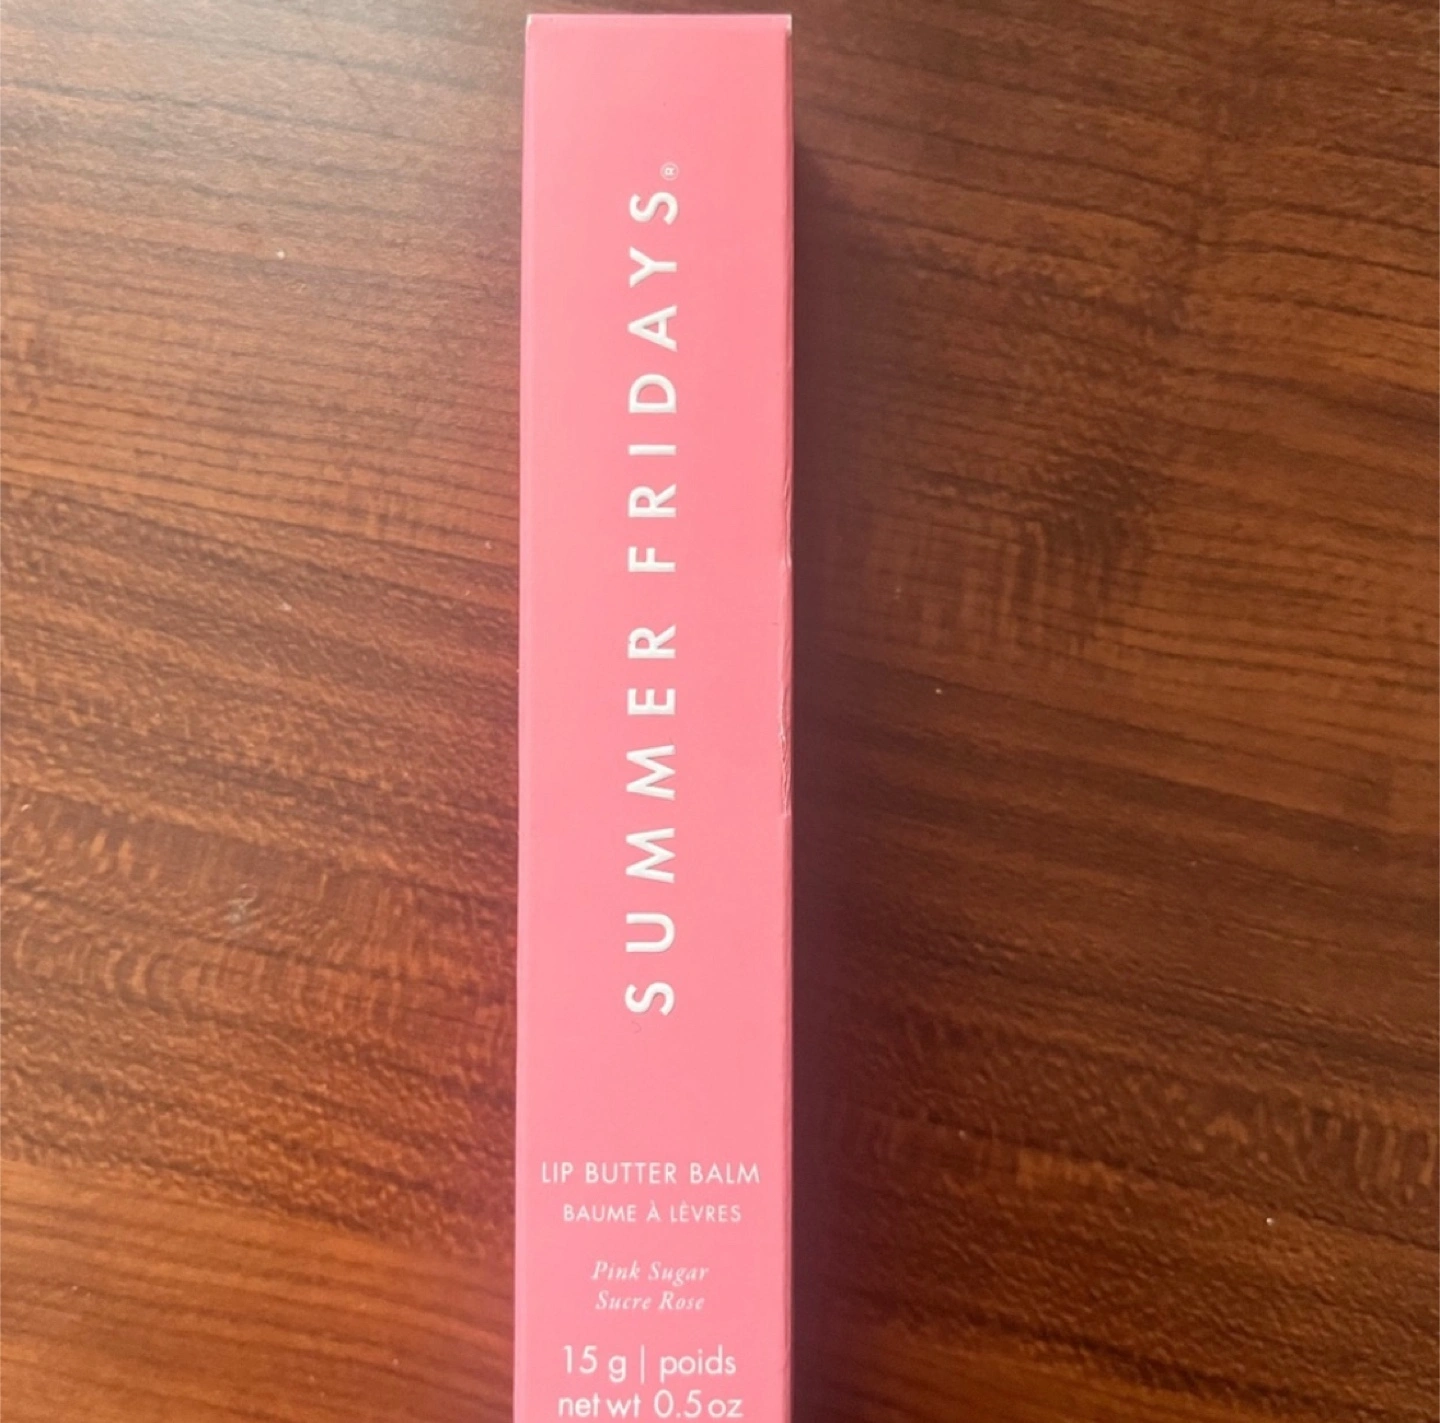 SUMMER FRIDAYS®
LIP BUTTER BALM
BAUME À LÈVRES
Pink Sugar
Sucre Rose
15 g | poids
net wt 0.5 oz